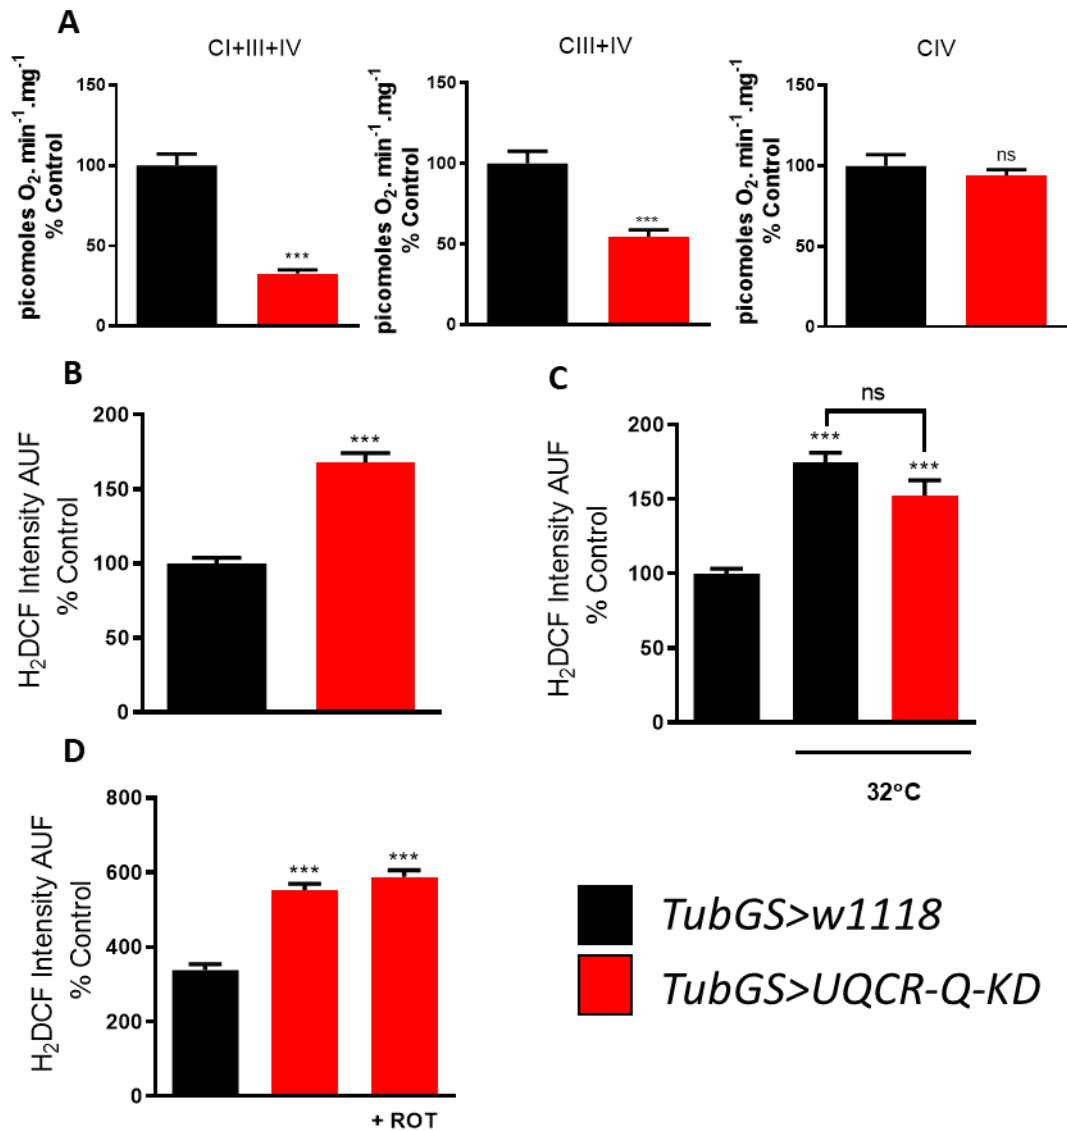 A
CI+III+IV
CIII+IV
CIV
picomoles O₂. min⁻¹.mg⁻¹
% Control
150
100
50
0
***
picomoles O₂. min⁻¹.mg⁻¹
% Control
150
100
50
0
***
picomoles O₂. min⁻¹.mg⁻¹
% Control
150
100
50
0
ns
B
H₂DCF Intensity AUF
% Control
200
150
100
50
0
***
C
H₂DCF Intensity AUF
% Control
200
150
100
50
0
ns
***
***
32°C
D
H₂DCF Intensity AUF
% Control
800
600
400
200
0
***
***
+ ROT
TubGS>w1118
TubGS>UQCR-Q-KD